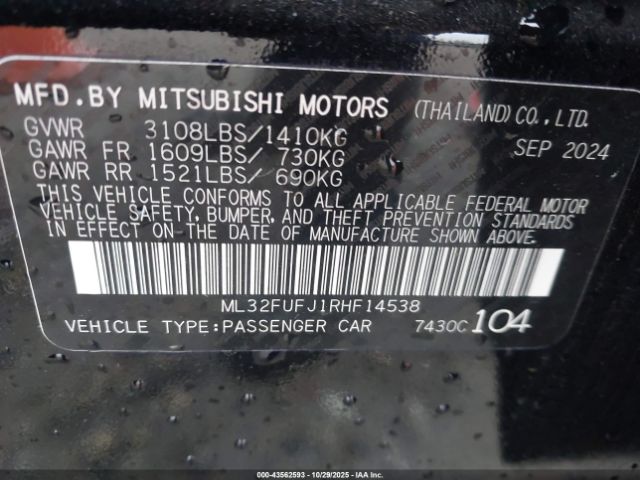 MFD.BY MITSUBISHI MOTORS (THAILAND) CO., LTD.
GVWR 3108LBS/1410KG SEP 2024
GAWR FR 1609LBS/ 730KG
GAWR RR 1521LBS/ 690KG
THIS VEHICLE CONFORMS TO ALL APPLICABLE FEDERAL MOTOR
VEHICLE SAFETY, BUMPER, AND THEFT PREVENTION STANDARDS
IN EFFECT ON THE DATE OF MANUFACTURE SHOWN ABOVE.
ML32FUFJ1RHF14538
VEHICLE TYPE:PASSENGER CAR 7430C 104
000-43562593 - 10/29/2025 - IAA Inc.